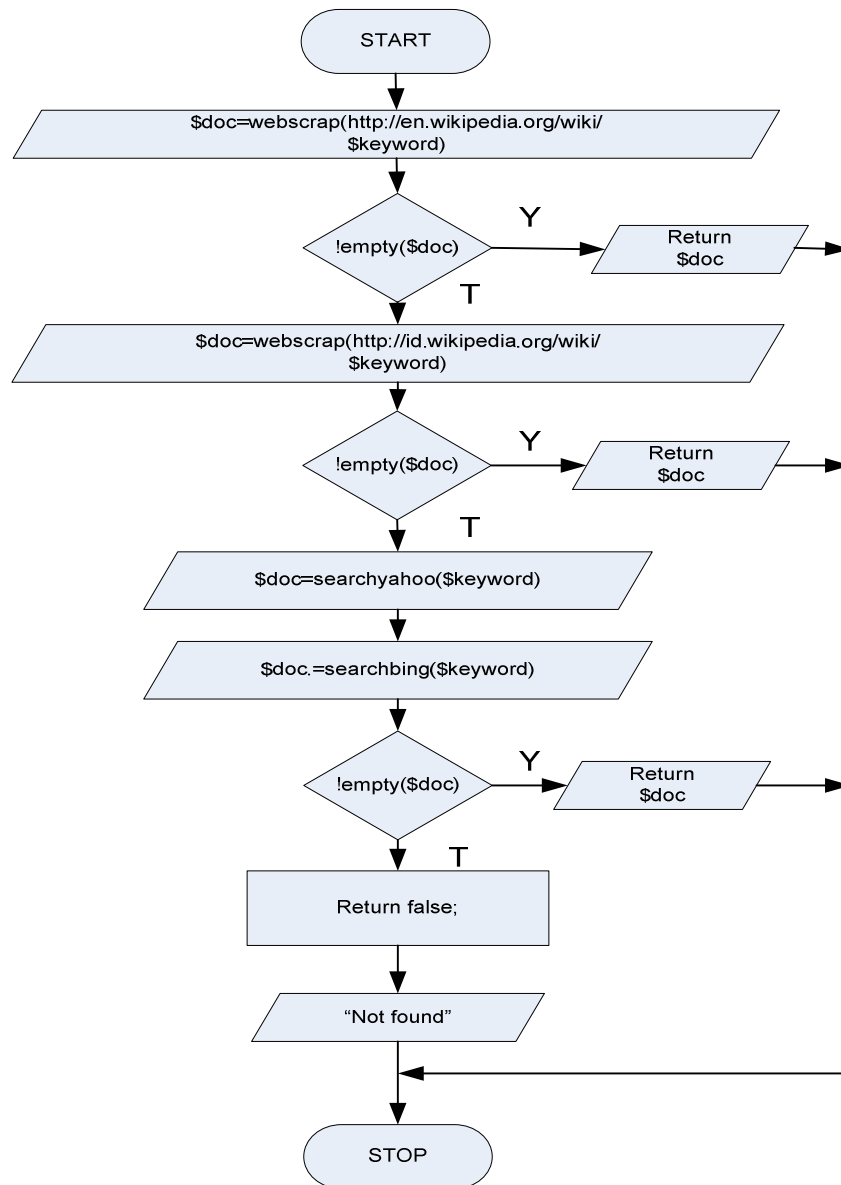 START
$doc=webscrap(http://en.wikipedia.org/wiki/
$keyword)
!empty($doc)
Y
Return
$doc
T
$doc=webscrap(http://id.wikipedia.org/wiki/
$keyword)
!empty($doc)
Y
Return
$doc
T
$doc=searchyahoo($keyword)
$doc.=searchbing($keyword)
!empty($doc)
Y
Return
$doc
T
Return false;
“Not found”
STOP